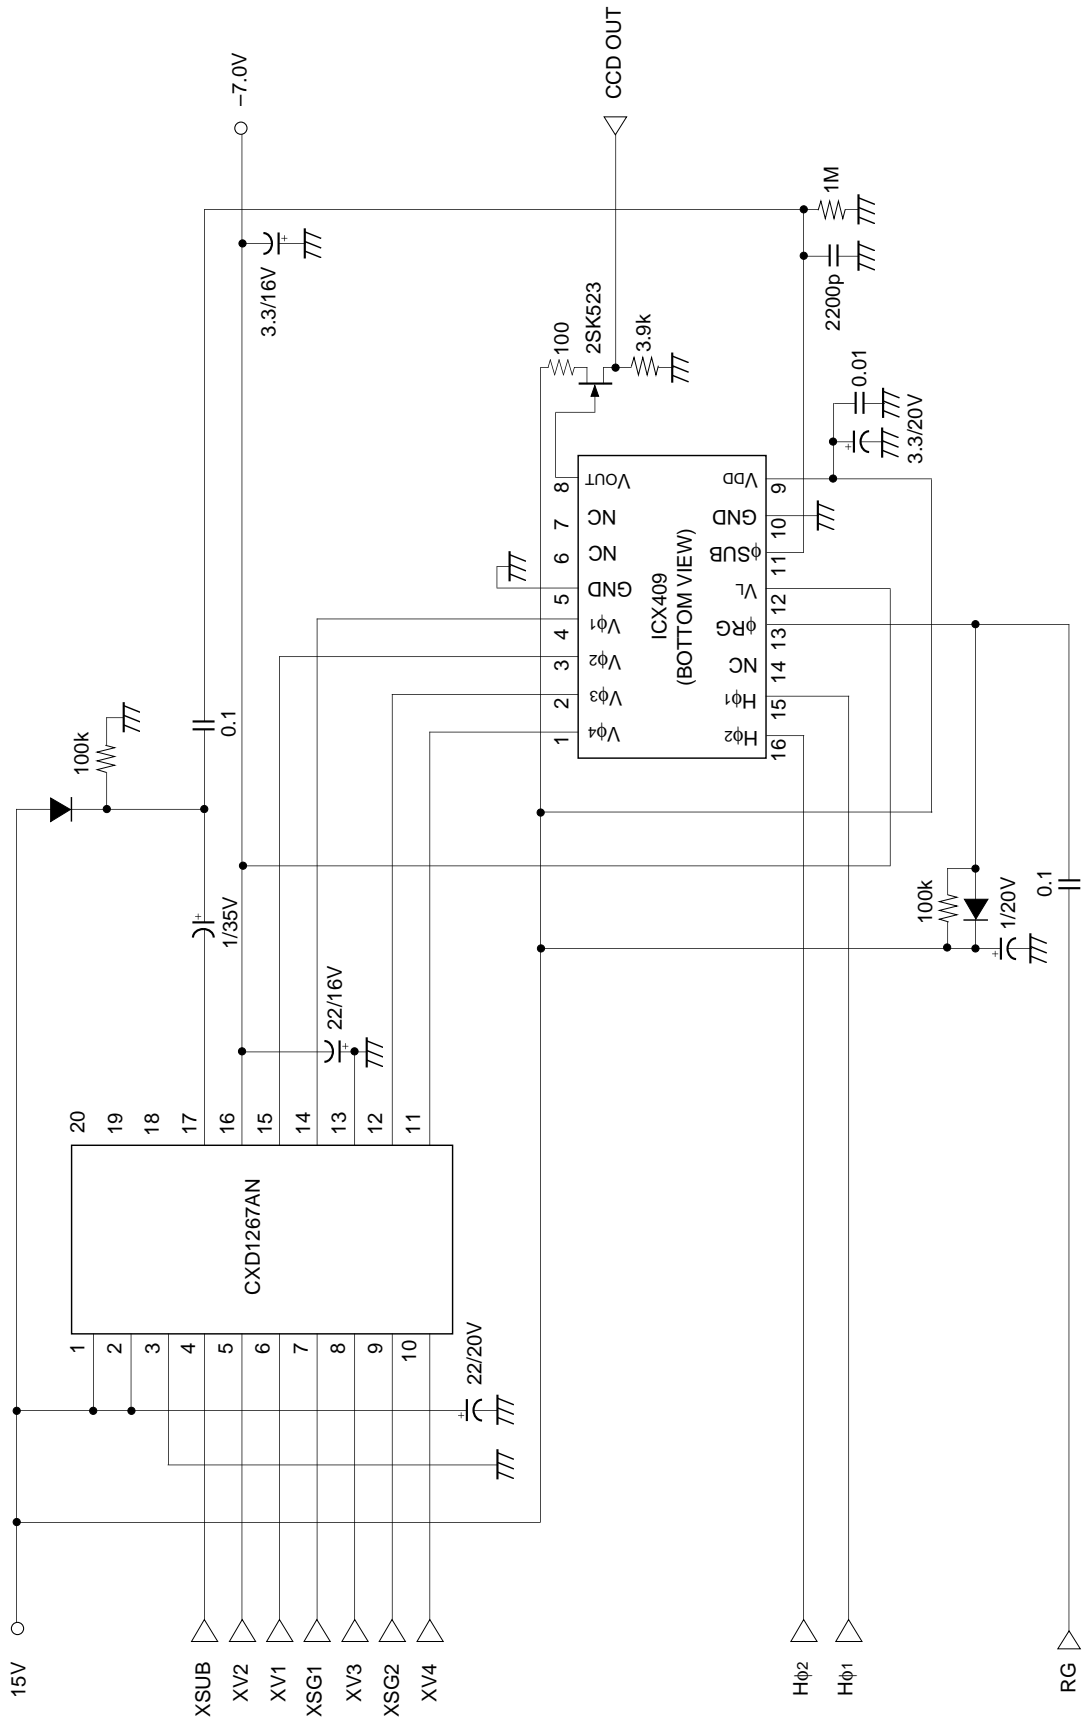 15V
−7.0V
XSUB
XV2
XV1
XSG1
XV3
XSG2
XV4
1
2
3
4
5
6
7
8
9
10
22/20V
CXD1267AN
20
19
18
17
16
15
14
13
12
11
22/16V
1/35V
100k
0.1
3.3/16V
CCD OUT
100
2SK523
3.9k
1
2
3
4
5
6
7
8
Vϕ4
Vϕ3
Vϕ2
Vϕ1
GND
NC
NC
VOUT
ICX409
(BOTTOM VIEW)
Hϕ2
Hϕ1
NC
ϕRG
VL
ϕSUB
GND
VDD
16
15
14
13
12
11
10
9
3.3/20V
0.01
2200p
1M
100k
1/20V
0.1
Hϕ2
Hϕ1
RG